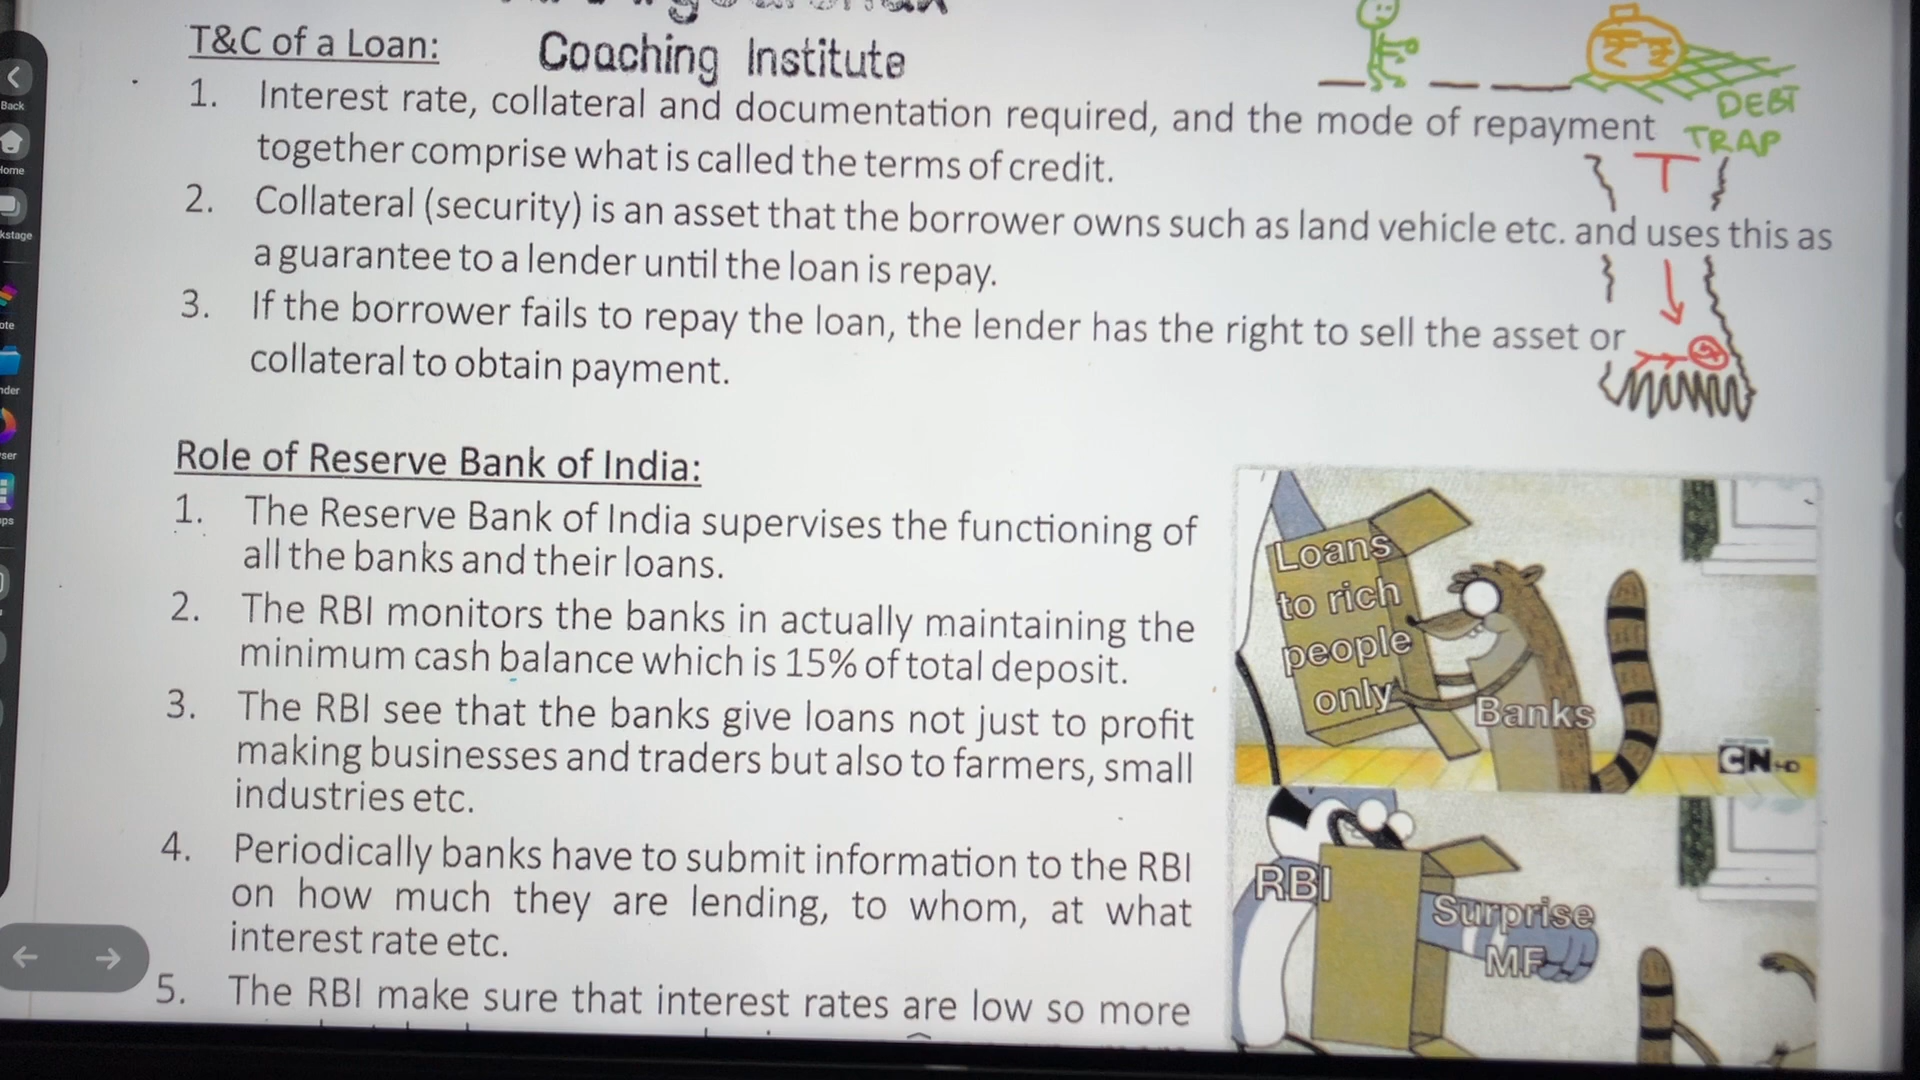 T&C of a Loan:
Coaching Institute
1. Interest rate, collateral and documentation required, and the mode of repayment
together comprise what is called the terms of credit.
2. Collateral (security) is an asset that the borrower owns such as land vehicle etc. and uses this as
a guarantee to a lender until the loan is repay.
3. If the borrower fails to repay the loan, the lender has the right to sell the asset or
collateral to obtain payment.
DEBT
TRAP
Role of Reserve Bank of India:
1. The Reserve Bank of India supervises the functioning of
all the banks and their loans.
2. The RBI monitors the banks in actually maintaining the
minimum cash balance which is 15% of total deposit.
3. The RBI see that the banks give loans not just to profit
making businesses and traders but also to farmers, small
industries etc.
4. Periodically banks have to submit information to the RBI
on how much they are lending, to whom, at what
interest rate etc.
5. The RBI make sure that interest rates are low so more
Loans
to rich
people
only
Banks
CN HD
RBI
Surprise
MF
Back
Home
kstage
ote
nder
ser
ps